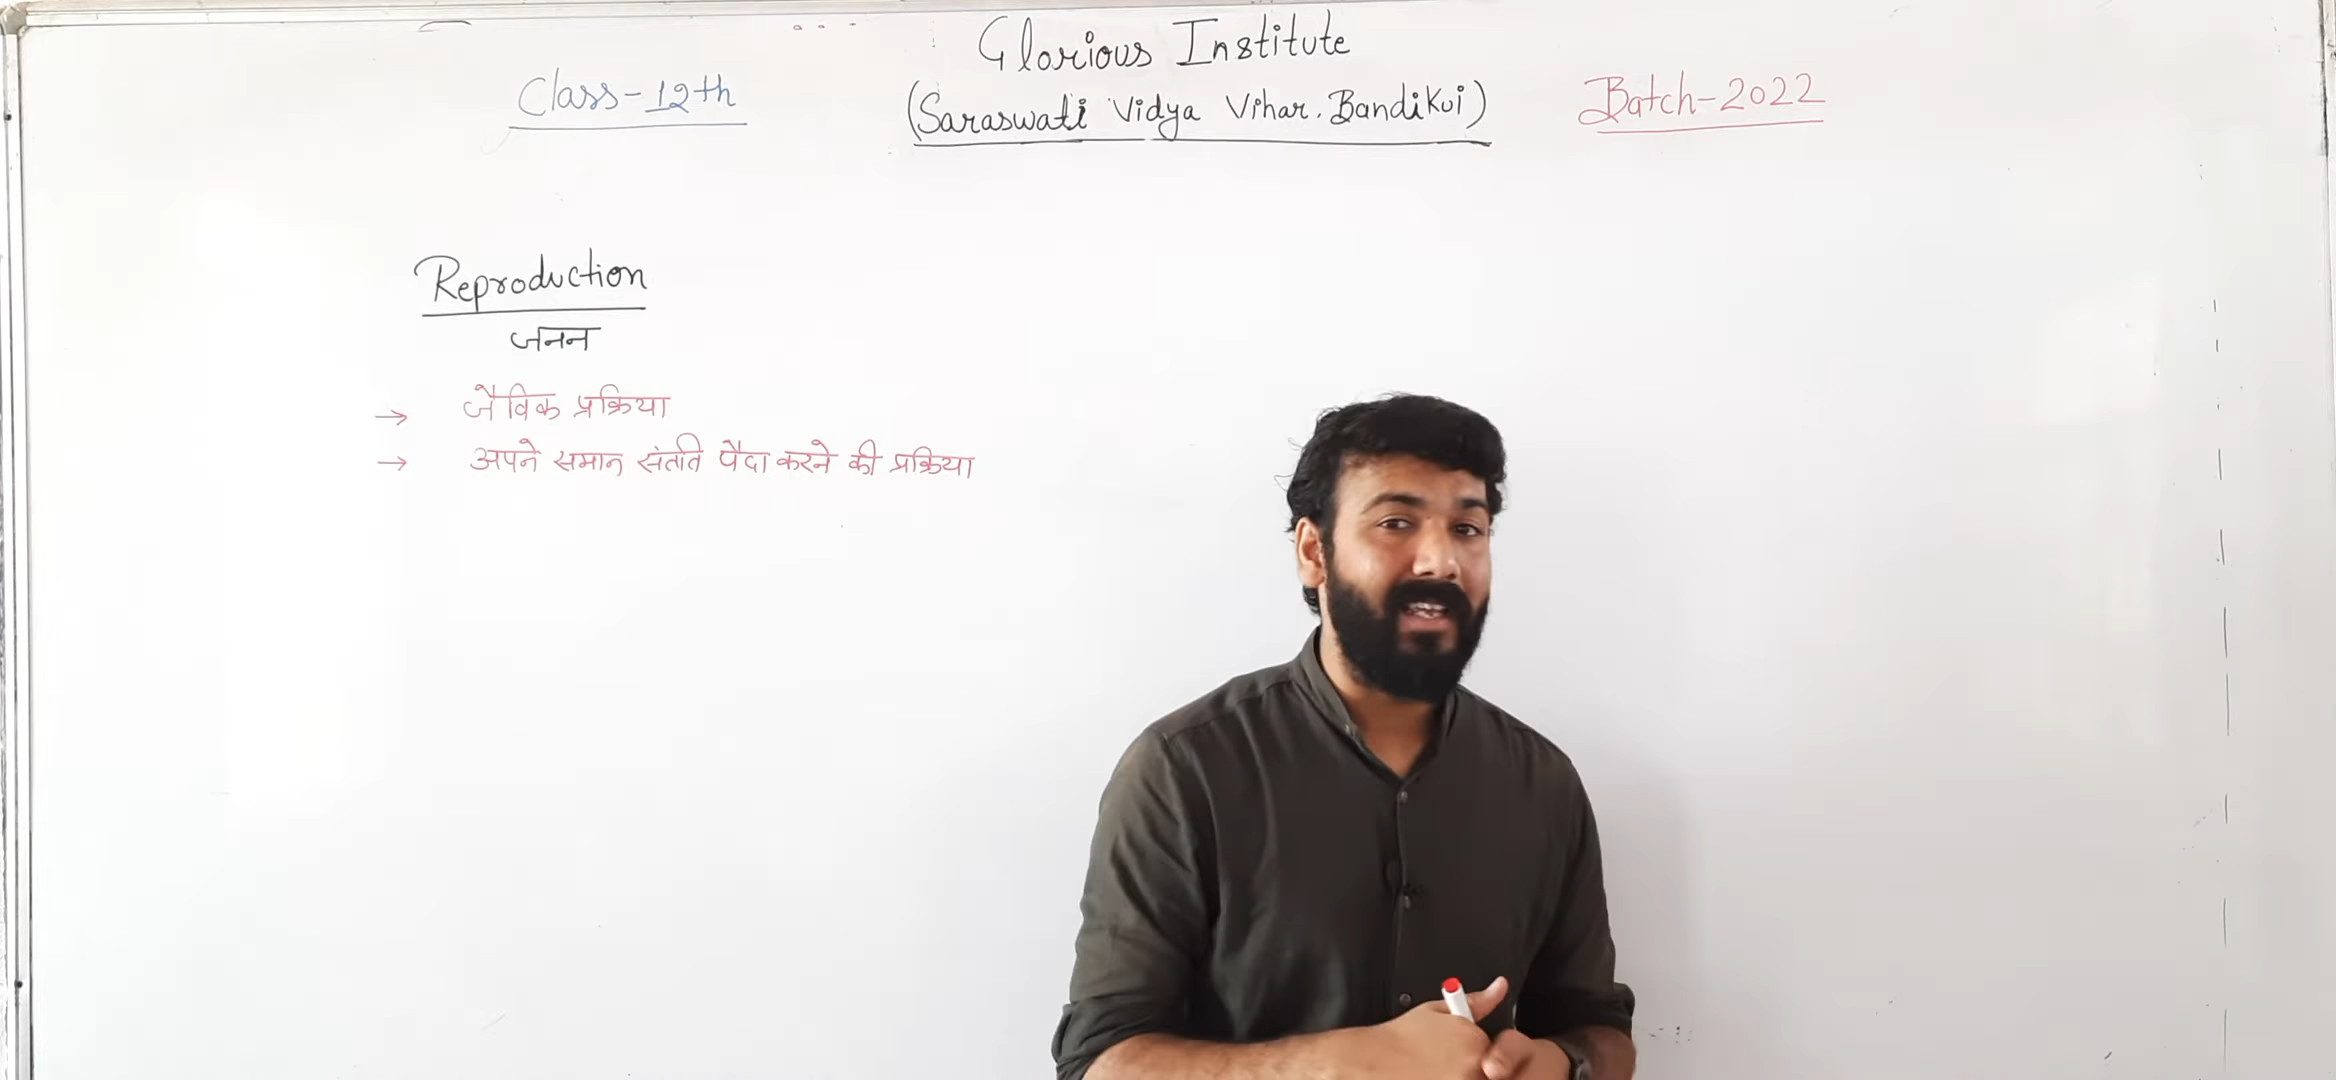 Glorious Institute
Class-12th
(Saraswati Vidya Vihar. Bandikui)
Batch-2022
Reproduction
जनन
→ जैविक प्रक्रिया
→ अपने समान संतति पैदा करने की प्रक्रिया